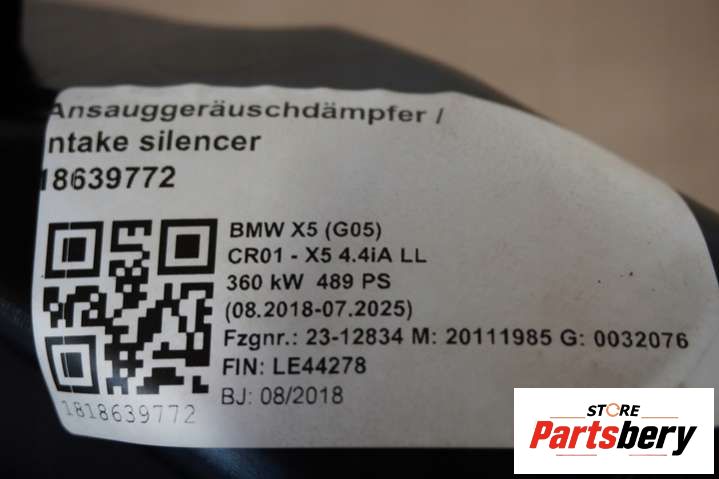 Ansauggeräuschdämpfer /
ntake silencer
18639772
BMW X5 (G05)
CR01 - X5 4.4iA LL
360 kW 489 PS
(08.2018-07.2025)
Fzgnr.: 23-12834 M: 20111985 G: 0032076
FIN: LE44278
BJ: 08/2018
1818639772
STORE
Partsbery